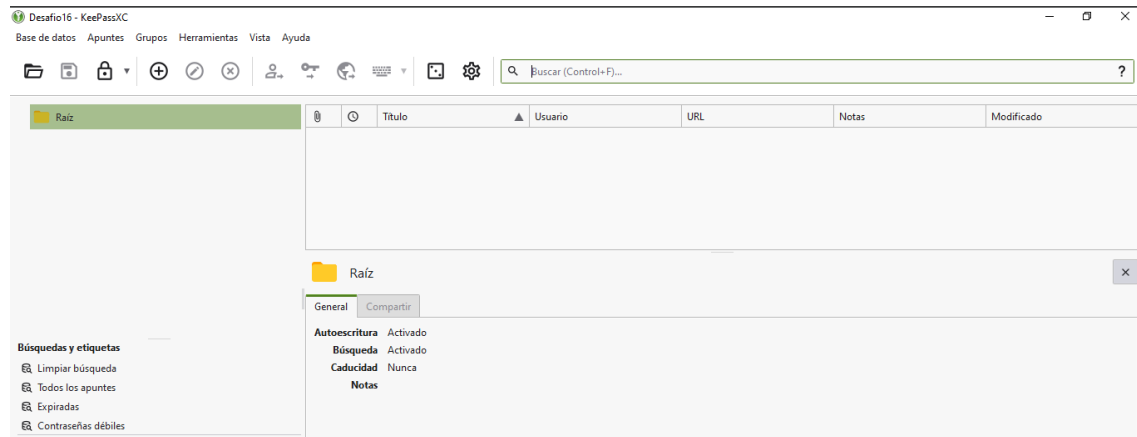 Desafio16 - KeePassXC
Base de datos Apuntes Grupos Herramientas Vista Ayuda
Buscar (Control+F)... ?
Raíz
Título Usuario URL Notas Modificado
Raíz
General Compartir
Autoescritura Activado
Búsqueda Activado
Caducidad Nunca
Notas
Búsquedas y etiquetas
Limpiar búsqueda
Todos los apuntes
Expiradas
Contraseñas débiles